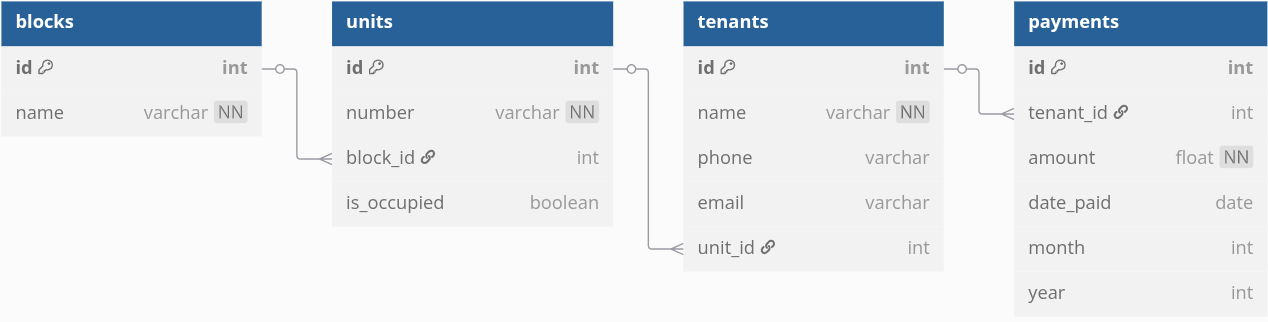 blocks
id int
name varchar NN
units
id int
number varchar NN
block_id int
is_occupied boolean
tenants
id int
name varchar NN
phone varchar
email varchar
unit_id int
payments
id int
tenant_id int
amount float NN
date_paid date
month int
year int